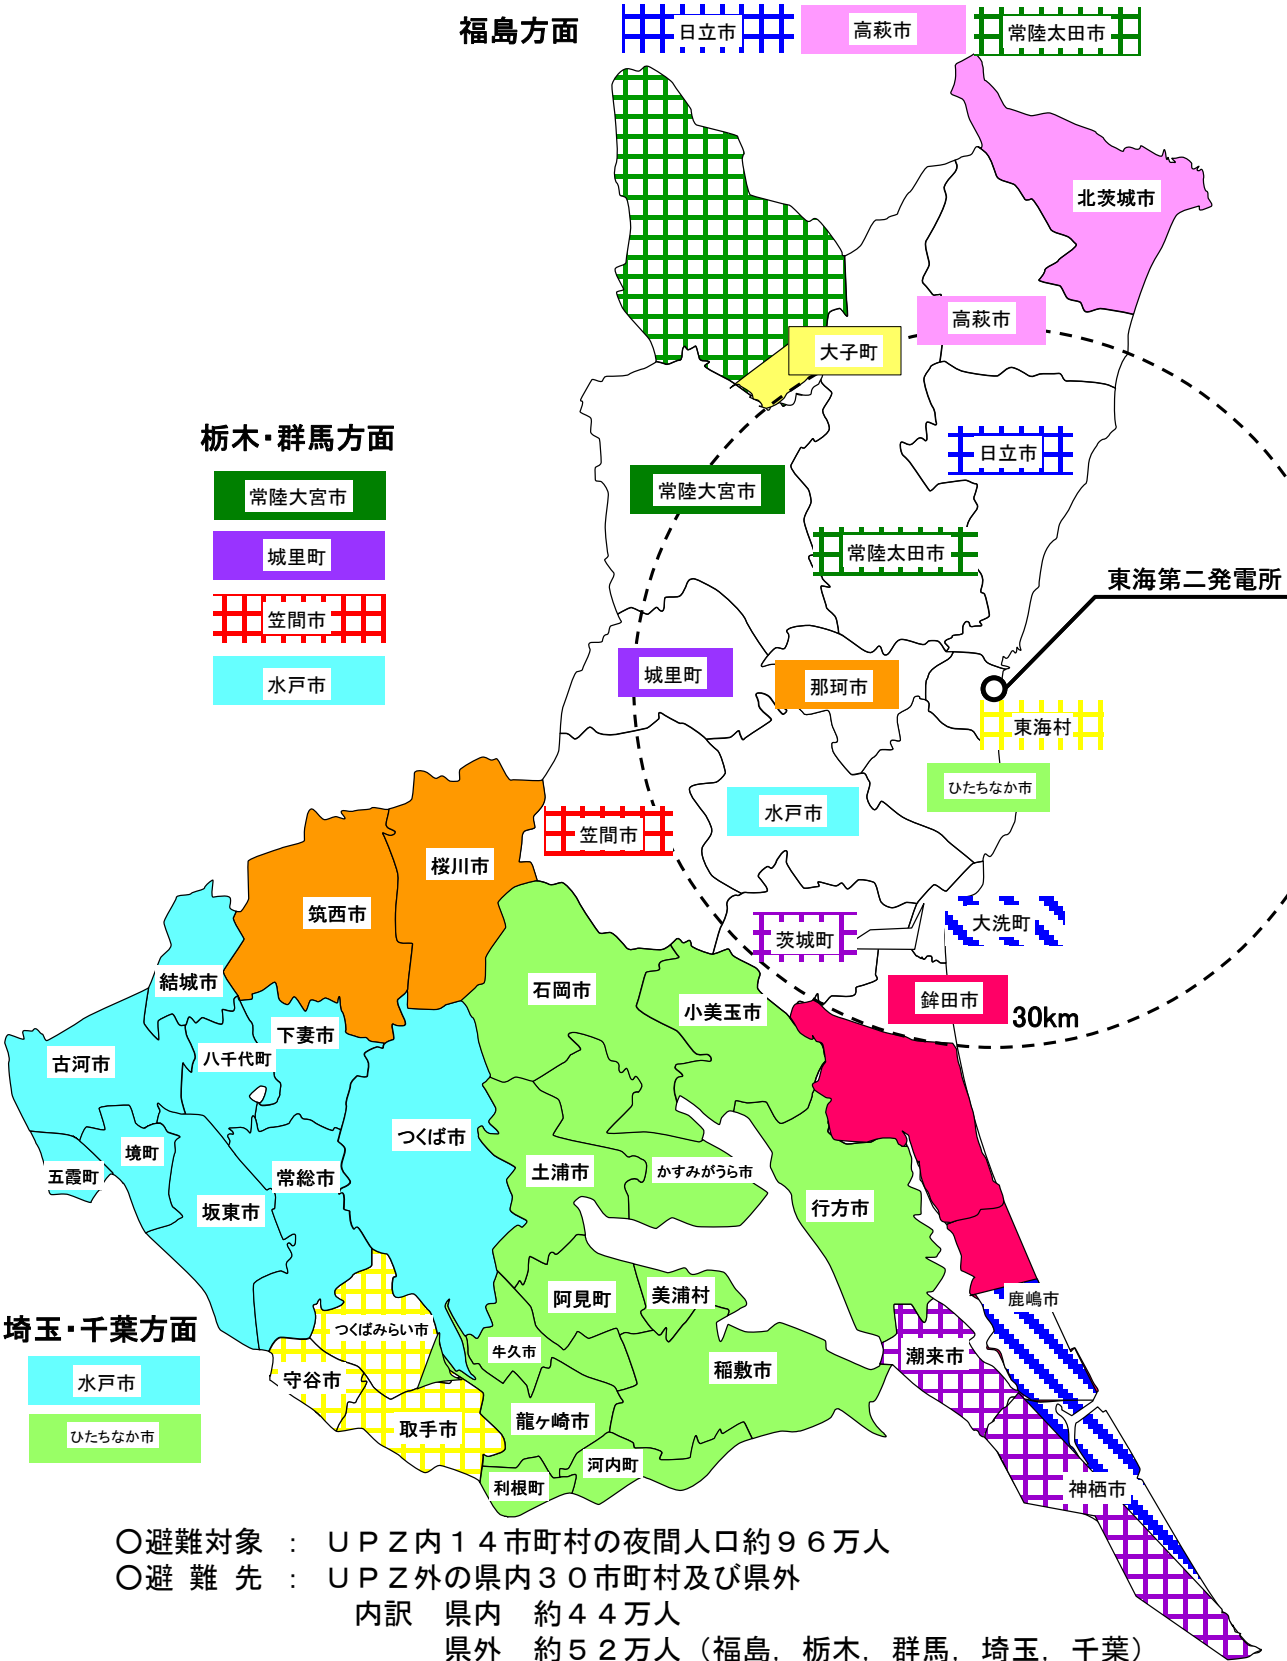 福島方面
日立市
高萩市
常陸太田市
北茨城市
高萩市
大子町
栃木・群馬方面
常陸大宮市
城里町
笠間市
水戸市
日立市
常陸大宮市
常陸太田市
東海第二発電所
城里町
那珂市
東海村
ひたちなか市
水戸市
笠間市
桜川市
筑西市
茨城町
大洗町
結城市
石岡市
小美玉市
鉾田市
30km
下妻市
古河市
八千代町
つくば市
境町
五霞町
常総市
土浦市
かすみがうら市
坂東市
行方市
阿見町
美浦村
鹿嶋市
埼玉・千葉方面
水戸市
ひたちなか市
つくばみらい市
牛久市
潮来市
守谷市
稲敷市
取手市
龍ヶ崎市
河内町
利根町
神栖市
○避難対象 ： ＵＰＺ内１４市町村の夜間人口約９６万人
○避 難 先 ： ＵＰＺ外の県内３０市町村及び県外
内訳 県内 約４４万人
県外 約５２万人（福島，栃木，群馬，埼玉，千葉）